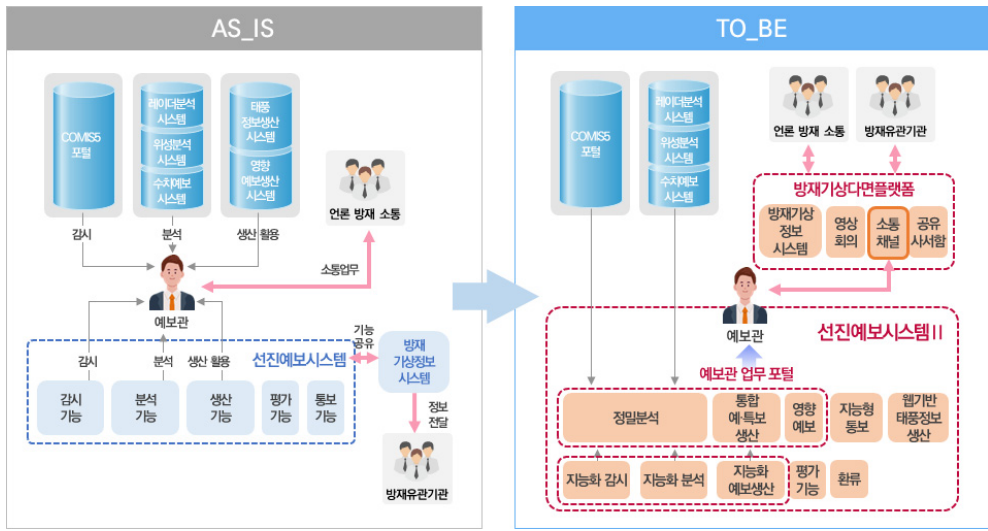 AS_IS
COMIS5
포털
레이더분석
시스템
위성분석
시스템
수치예보
시스템
태풍
정보생산
시스템
영향
예보생산
시스템
언론 방재 소통
감시
분석
생산 활용
소통업무
예보관
기능
공유
감시
분석
생산 활용
선진예보시스템
방재
기상정보
시스템
감시
기능
분석
기능
생산
기능
평가
기능
통보
기능
정보
전달
방재유관기관
TO_BE
COMIS5
포털
레이더분석
시스템
위성분석
시스템
수치예보
시스템
언론 방재 소통
방재유관기관
방재기상다면플랫폼
방재기상
정보
시스템
영상
회의
소통
채널
공유
사서함
예보관
선진예보시스템 II
예보관 업무 포털
정밀분석
통합
예·특보
생산
영향
예보
지능형
통보
웹기반
태풍정보
생산
지능화 감시
지능화 분석
지능화
예보생산
평가
기능
환류